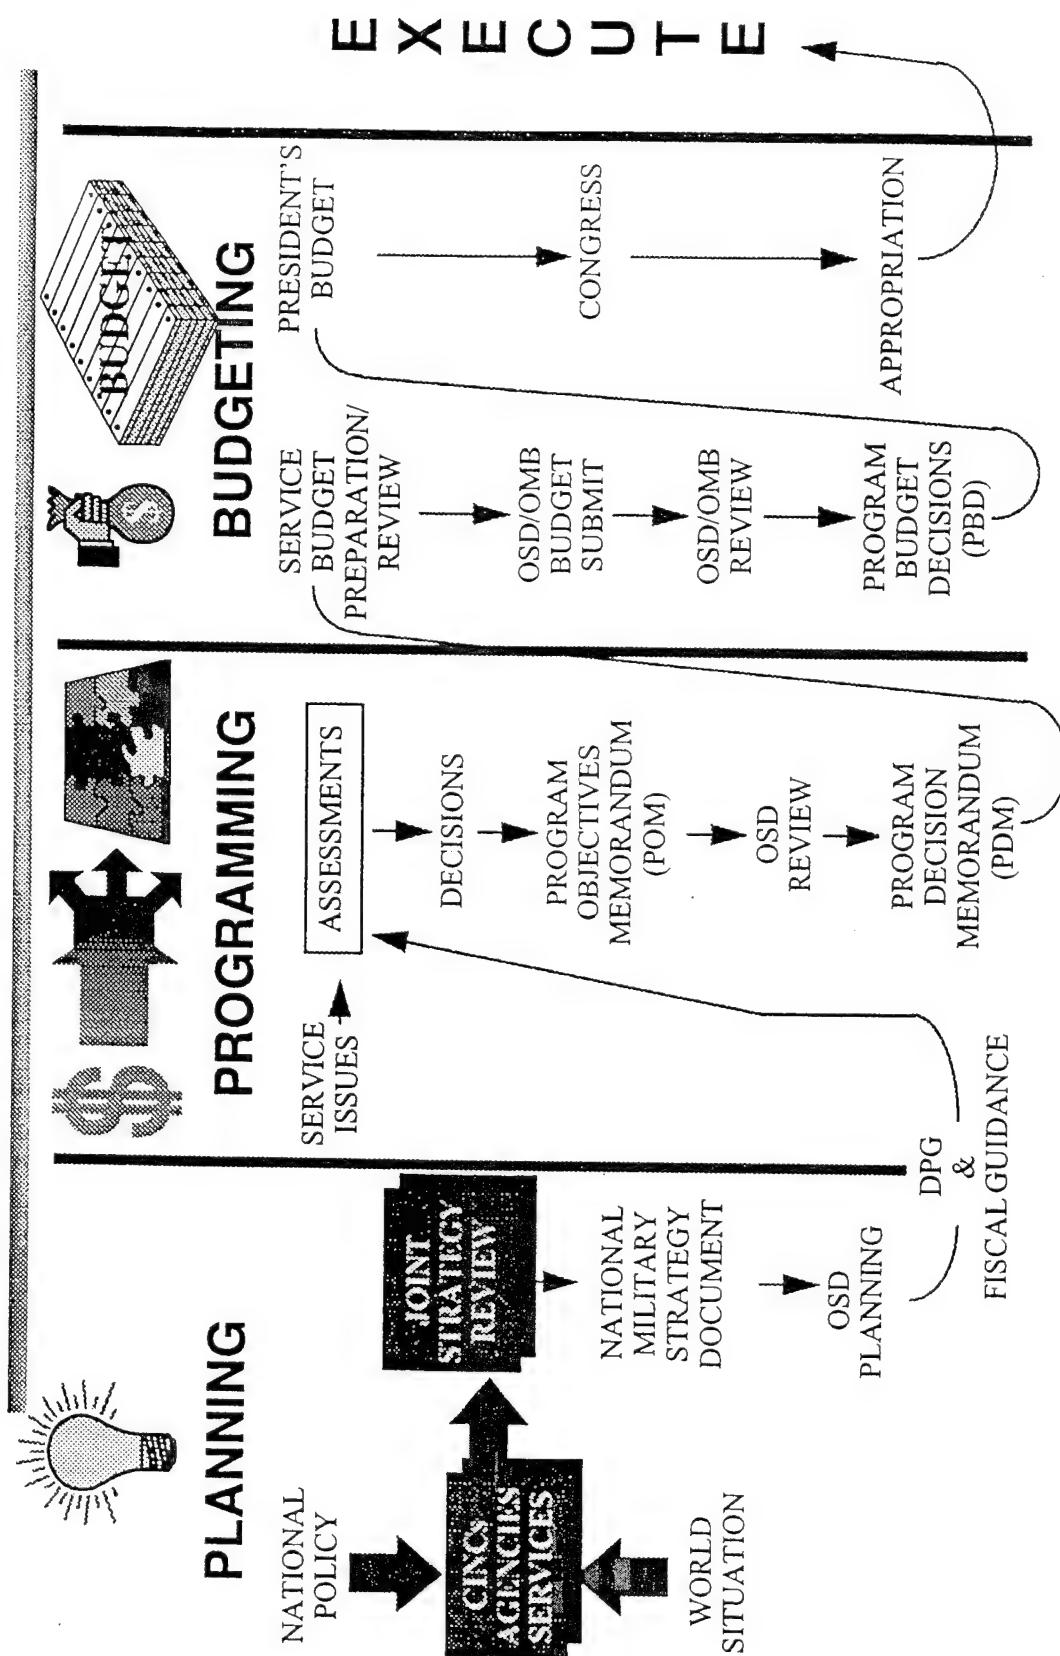 PLANNING
NATIONAL
POLICY
CINCs
AGENCIES
SERVICES
WORLD
SITUATION
JOINT
STRATEGY
REVIEW
NATIONAL
MILITARY
STRATEGY
DOCUMENT
OSD
PLANNING
DPG
&
FISCAL GUIDANCE
PROGRAMMING
SERVICE
ISSUES
ASSESSMENTS
DECISIONS
PROGRAM
OBJECTIVES
MEMORANDUM
(POM)
OSD
REVIEW
PROGRAM
DECISION
MEMORANDUM
(PDM)
$
BUDGET
BUDGETING
SERVICE
BUDGET
PREPARATION/
REVIEW
OSD/OMB
BUDGET
SUBMIT
OSD/OMB
REVIEW
PROGRAM
BUDGET
DECISIONS
(PBD)
PRESIDENT'S
BUDGET
CONGRESS
APPROPRIATION
EXECUTE